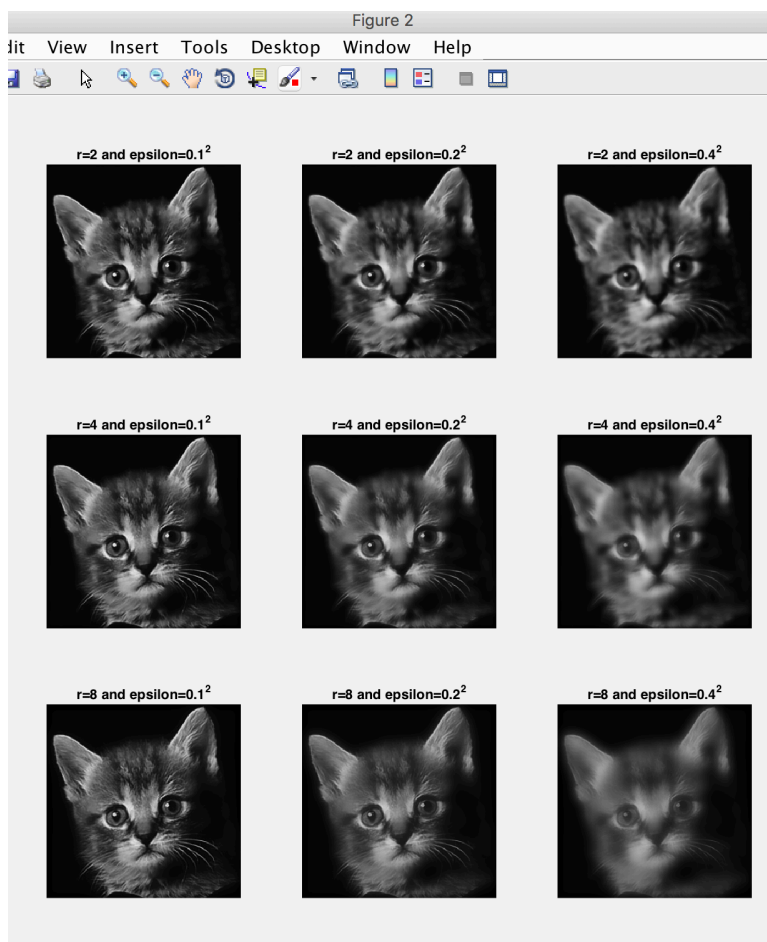 Figure 2
dit View Insert Tools Desktop Window Help
r=2 and epsilon=0.1²
r=2 and epsilon=0.2²
r=2 and epsilon=0.4²
r=4 and epsilon=0.1²
r=4 and epsilon=0.2²
r=4 and epsilon=0.4²
r=8 and epsilon=0.1²
r=8 and epsilon=0.2²
r=8 and epsilon=0.4²